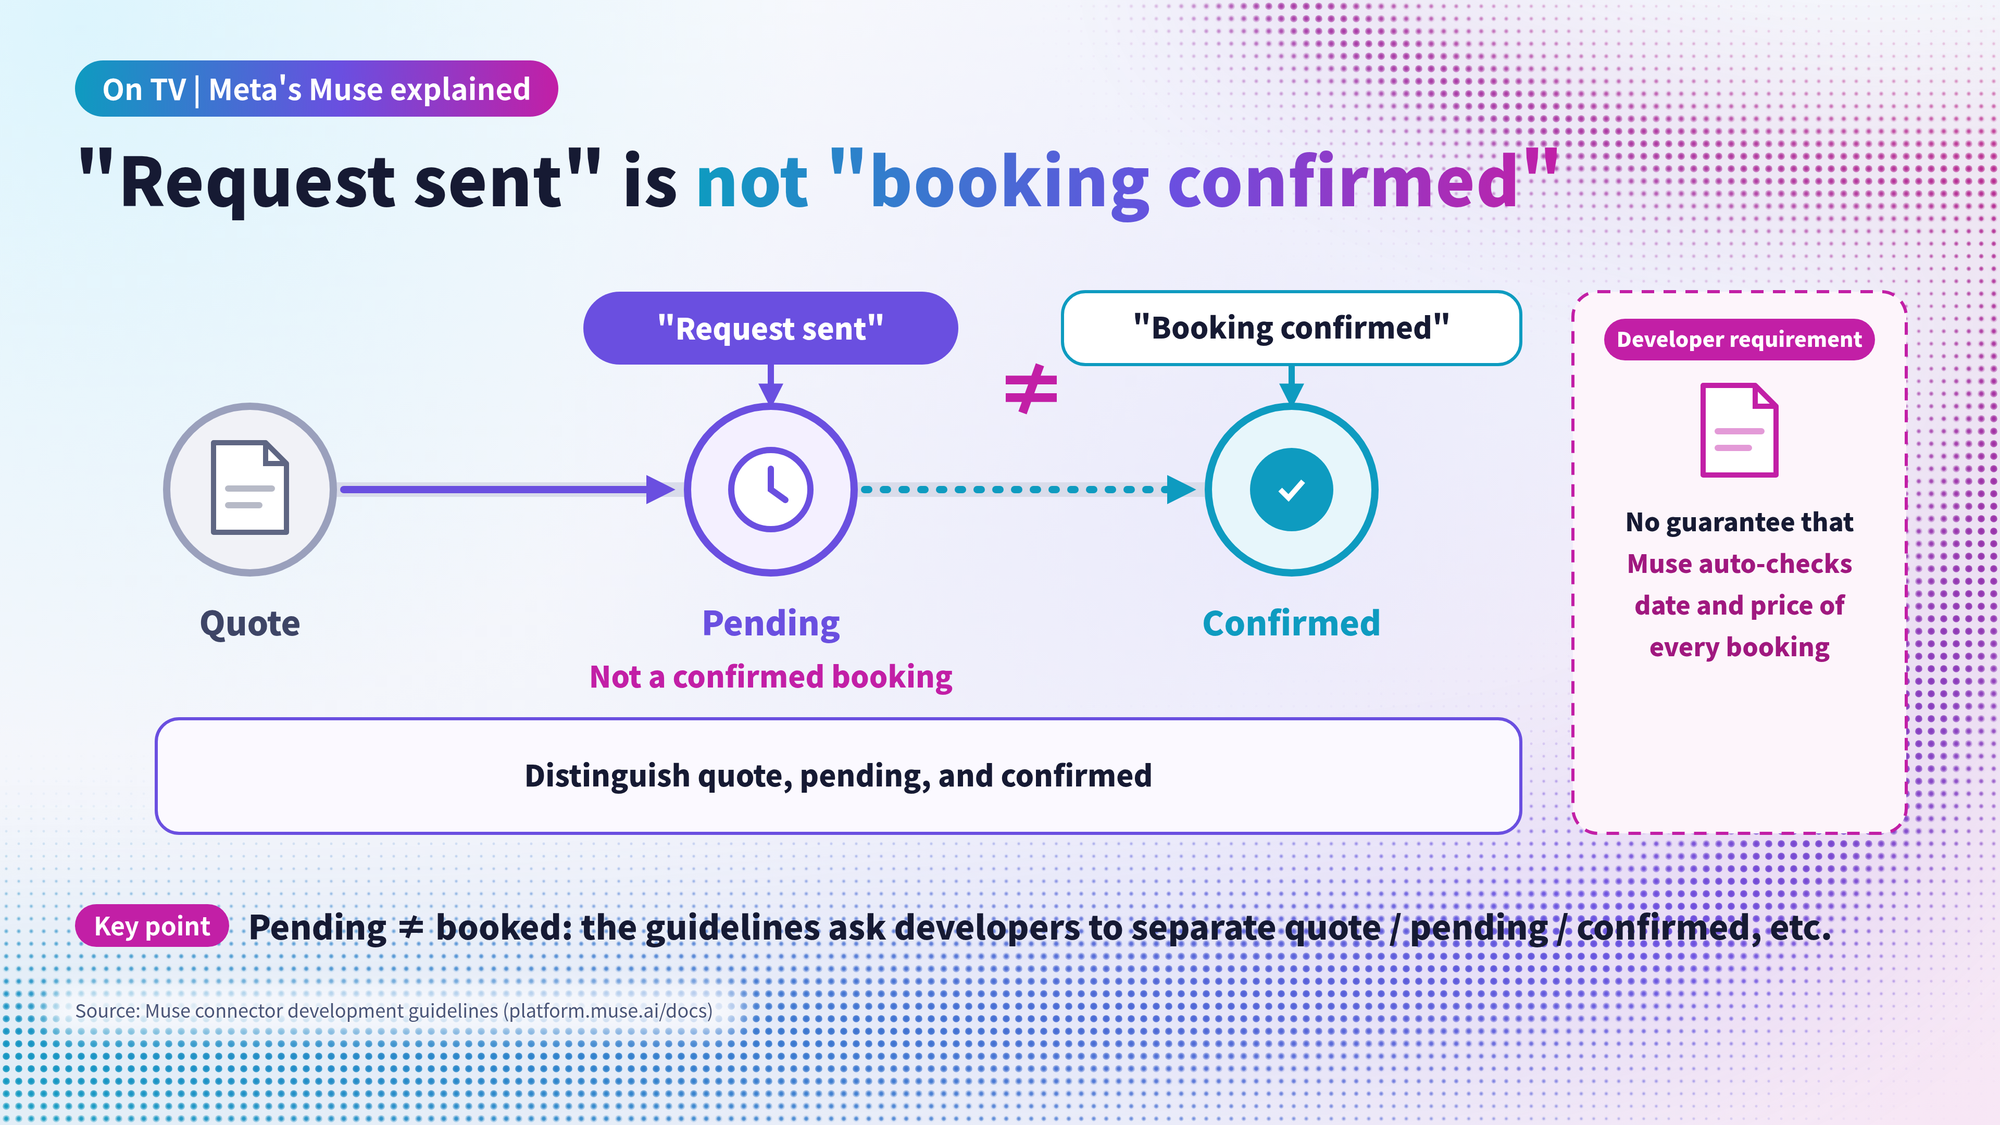 On TV | Meta's Muse explained
"Request sent" is not "booking confirmed"
"Request sent"
≠
"Booking confirmed"
Quote
Pending
Not a confirmed booking
Confirmed
Distinguish quote, pending, and confirmed
Developer requirement
No guarantee that
Muse auto-checks
date and price of
every booking
Key point
Pending ≠ booked: the guidelines ask developers to separate quote / pending / confirmed, etc.
Source: Muse connector development guidelines (platform.muse.ai/docs)